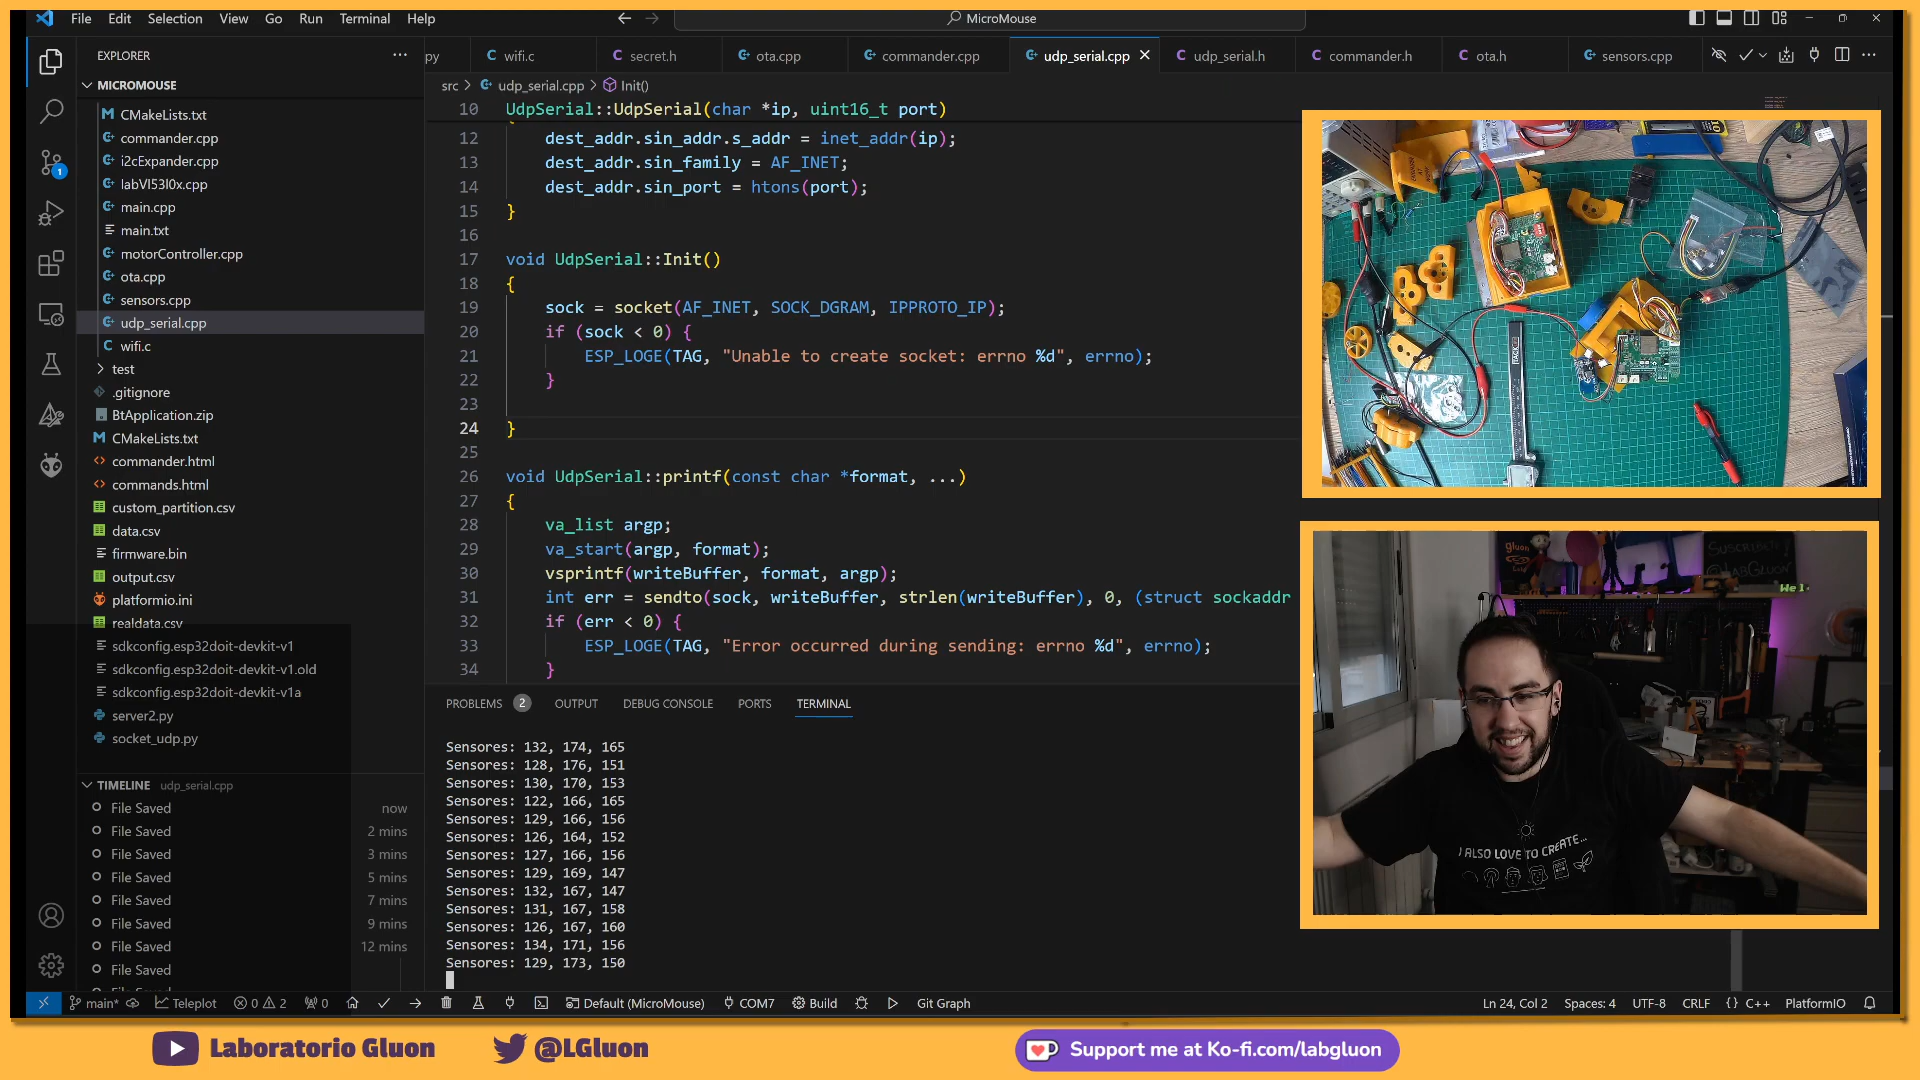 File Edit Selection View Go Run Terminal Help
MicroMouse
EXPLORER
MICROMOUSE
CMakeLists.txt
commander.cpp
i2cExpander.cpp
labVl53l0x.cpp
main.cpp
main.txt
motorController.cpp
ota.cpp
sensors.cpp
udp_serial.cpp
wifi.c
test
.gitignore
BtApplication.zip
CMakeLists.txt
commander.html
commands.html
custom_partition.csv
data.csv
firmware.bin
output.csv
platformio.ini
realdata.csv
sdkconfig.esp32doit-devkit-v1
sdkconfig.esp32doit-devkit-v1.old
sdkconfig.esp32doit-devkit-v1a
server2.py
socket_udp.py
TIMELINE udp_serial.cpp
File Saved now
File Saved 2 mins
File Saved 3 mins
File Saved 5 mins
File Saved 7 mins
File Saved 9 mins
File Saved 12 mins
File Saved
py wifi.c secret.h ota.cpp commander.cpp udp_serial.cpp udp_serial.h commander.h ota.h sensors.cpp
src > udp_serial.cpp > Init()
10 UdpSerial::UdpSerial(char *ip, uint16_t port)
12 dest_addr.sin_addr.s_addr = inet_addr(ip);
13 dest_addr.sin_family = AF_INET;
14 dest_addr.sin_port = htons(port);
15 }
16
17 void UdpSerial::Init()
18 {
19 sock = socket(AF_INET, SOCK_DGRAM, IPPROTO_IP);
20 if (sock < 0) {
21 ESP_LOGE(TAG, "Unable to create socket: errno %d", errno);
22 }
23
24 }
25
26 void UdpSerial::printf(const char *format, ...)
27 {
28 va_list argp;
29 va_start(argp, format);
30 vsprintf(writeBuffer, format, argp);
31 int err = sendto(sock, writeBuffer, strlen(writeBuffer), 0, (struct sockaddr
32 if (err < 0) {
33 ESP_LOGE(TAG, "Error occurred during sending: errno %d", errno);
34 }
PROBLEMS 2 OUTPUT DEBUG CONSOLE PORTS TERMINAL
Sensores: 132, 174, 165
Sensores: 128, 176, 151
Sensores: 130, 170, 153
Sensores: 122, 166, 165
Sensores: 129, 166, 156
Sensores: 126, 164, 152
Sensores: 127, 166, 156
Sensores: 129, 169, 147
Sensores: 132, 167, 147
Sensores: 131, 167, 158
Sensores: 126, 167, 160
Sensores: 134, 171, 156
Sensores: 129, 173, 150
gluon
SUSCRIBETE!
@LABGLUON
Wel
I ALSO LOVE TO CREATE...
main* Teleplot 0 2 0 Default (MicroMouse) COM7 Build Git Graph Ln 24, Col 2 Spaces: 4 UTF-8 CRLF {} C++ PlatformIO
Laboratorio Gluon @LGluon Support me at Ko-fi.com/labgluon